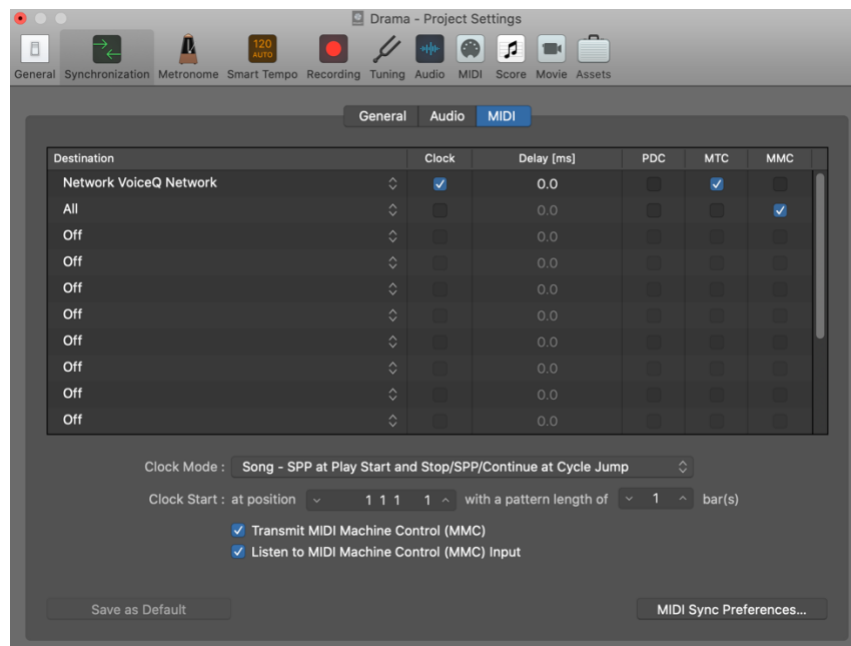 Drama - Project Settings
120
AUTO
General Synchronization Metronome Smart Tempo Recording Tuning Audio MIDI Score Movie Assets
General Audio MIDI
Destination Clock Delay [ms] PDC MTC MMC
Network VoiceQ Network 0.0
All 0.0
Off 0.0
Off 0.0
Off 0.0
Off 0.0
Off 0.0
Off 0.0
Off 0.0
Off 0.0
Clock Mode : Song - SPP at Play Start and Stop/SPP/Continue at Cycle Jump
Clock Start : at position 1 1 1 1 with a pattern length of 1 bar(s)
Transmit MIDI Machine Control (MMC)
Listen to MIDI Machine Control (MMC) Input
Save as Default MIDI Sync Preferences...